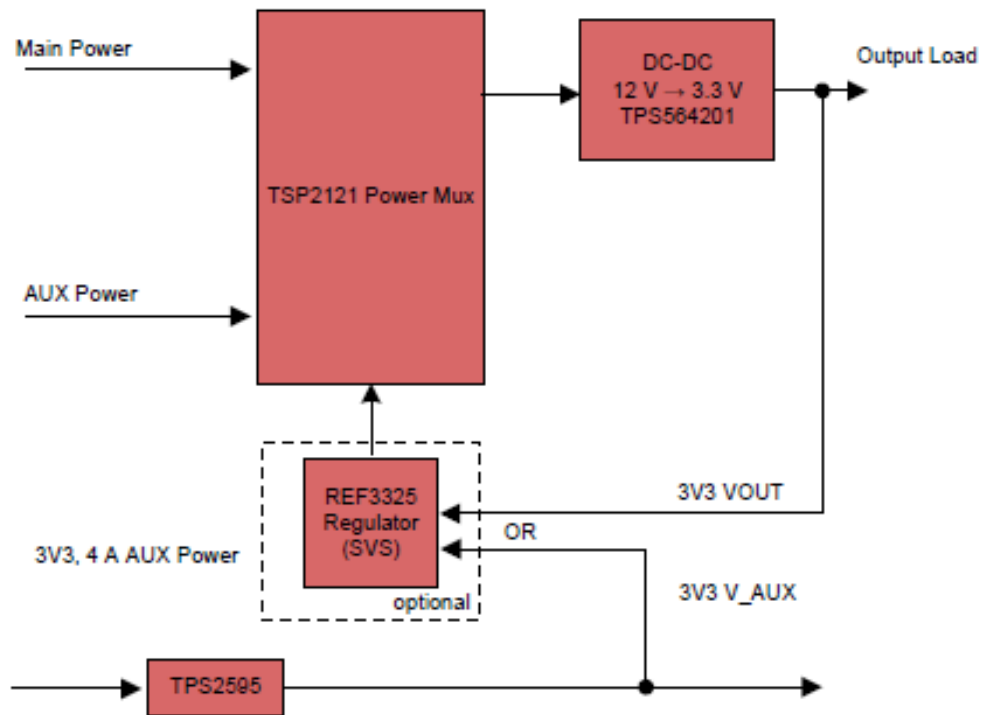 Main Power
DC-DC
12 V → 3.3 V
TPS564201
Output Load
TSP2121 Power Mux
AUX Power
REF3325
Regulator
(SVS)
optional
3V3 VOUT
OR
3V3, 4 A AUX Power
3V3 V_AUX
TPS2595